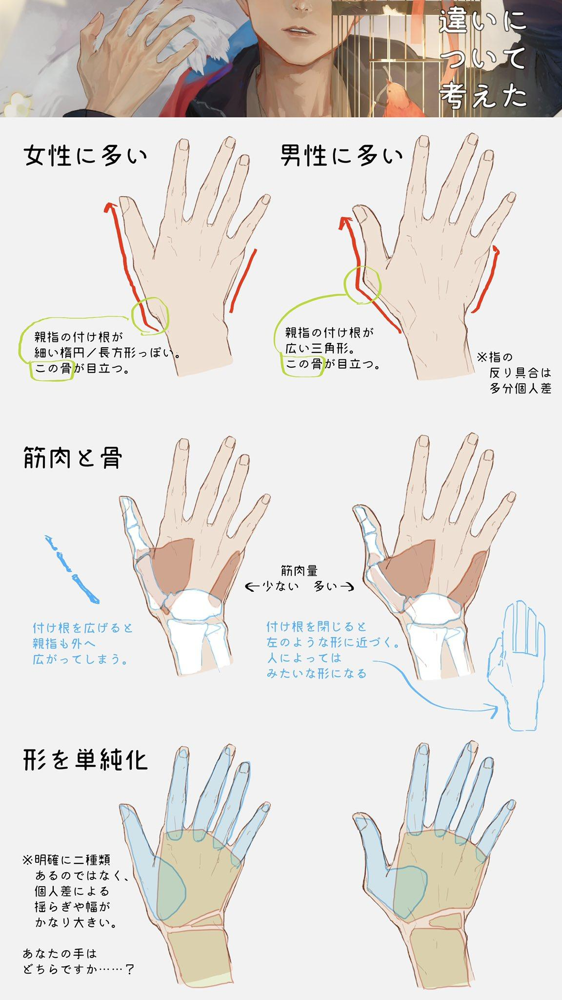 違いに
ついて
考えた
女性に多い
男性に多い
親指の付け根が
細い楕円／長方形っぽい。
この骨が目立つ。
親指の付け根が
広い三角形。
この骨が目立つ。
※指の
反り具合は
多分個人差
筋肉と骨
筋肉量
←少ない 多い→
付け根を広げると
親指も外へ
広がってしまう。
付け根を閉じると
左のような形に近づく。
人によっては
みたいな形になる
形を単純化
※明確に二種類
あるのではなく、
個人差による
揺らぎや幅が
かなり大きい。
あなたの手は
どちらですか……？